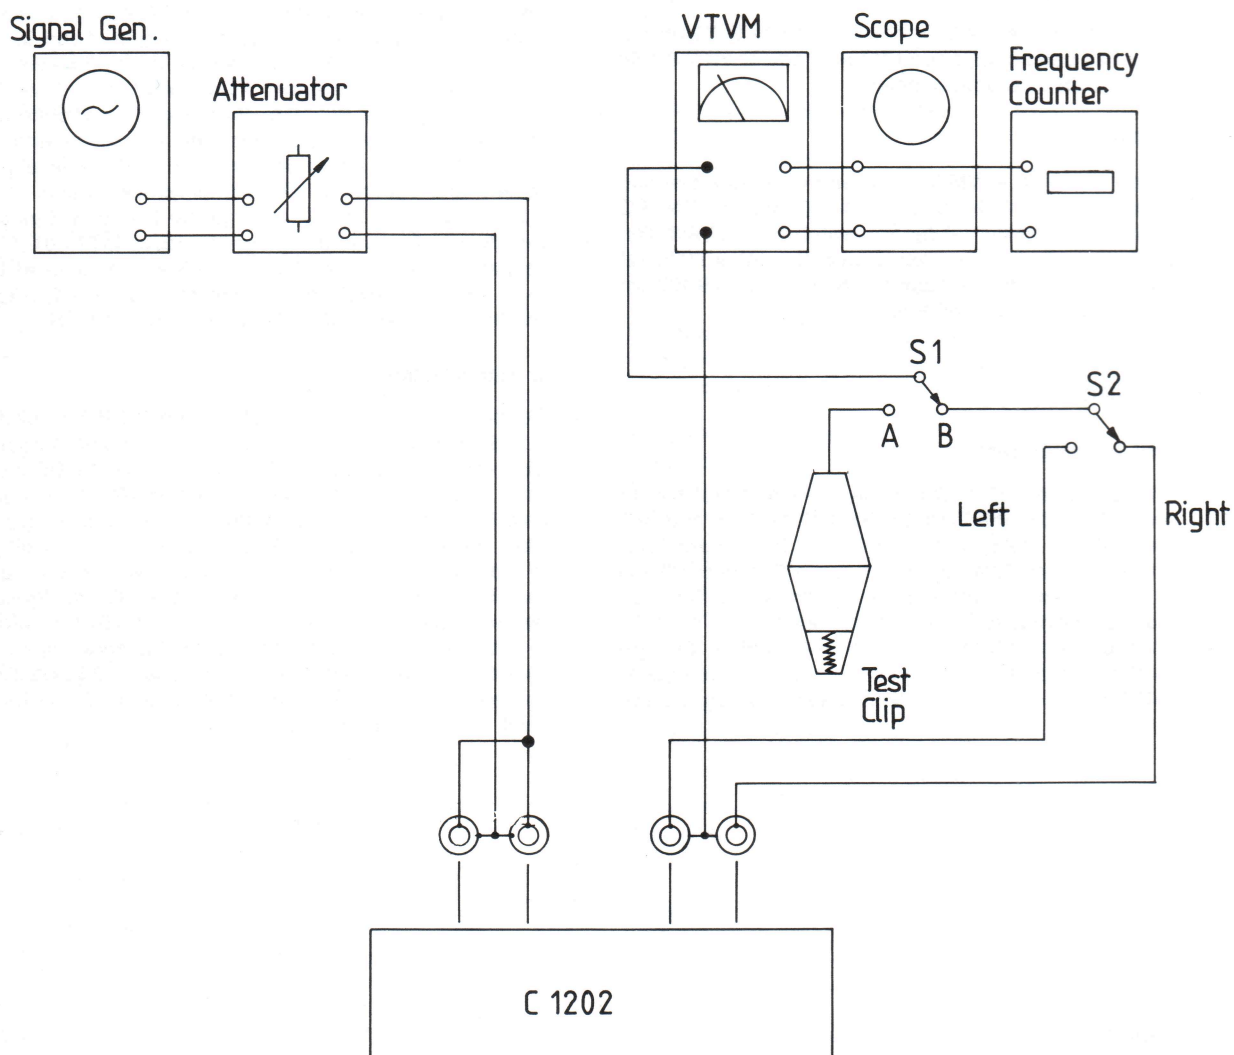 Signal Gen.
Attenuator
VTVM
Scope
Frequency
Counter
S1
S2
A
B
Left
Right
Test
Clip
C 1202